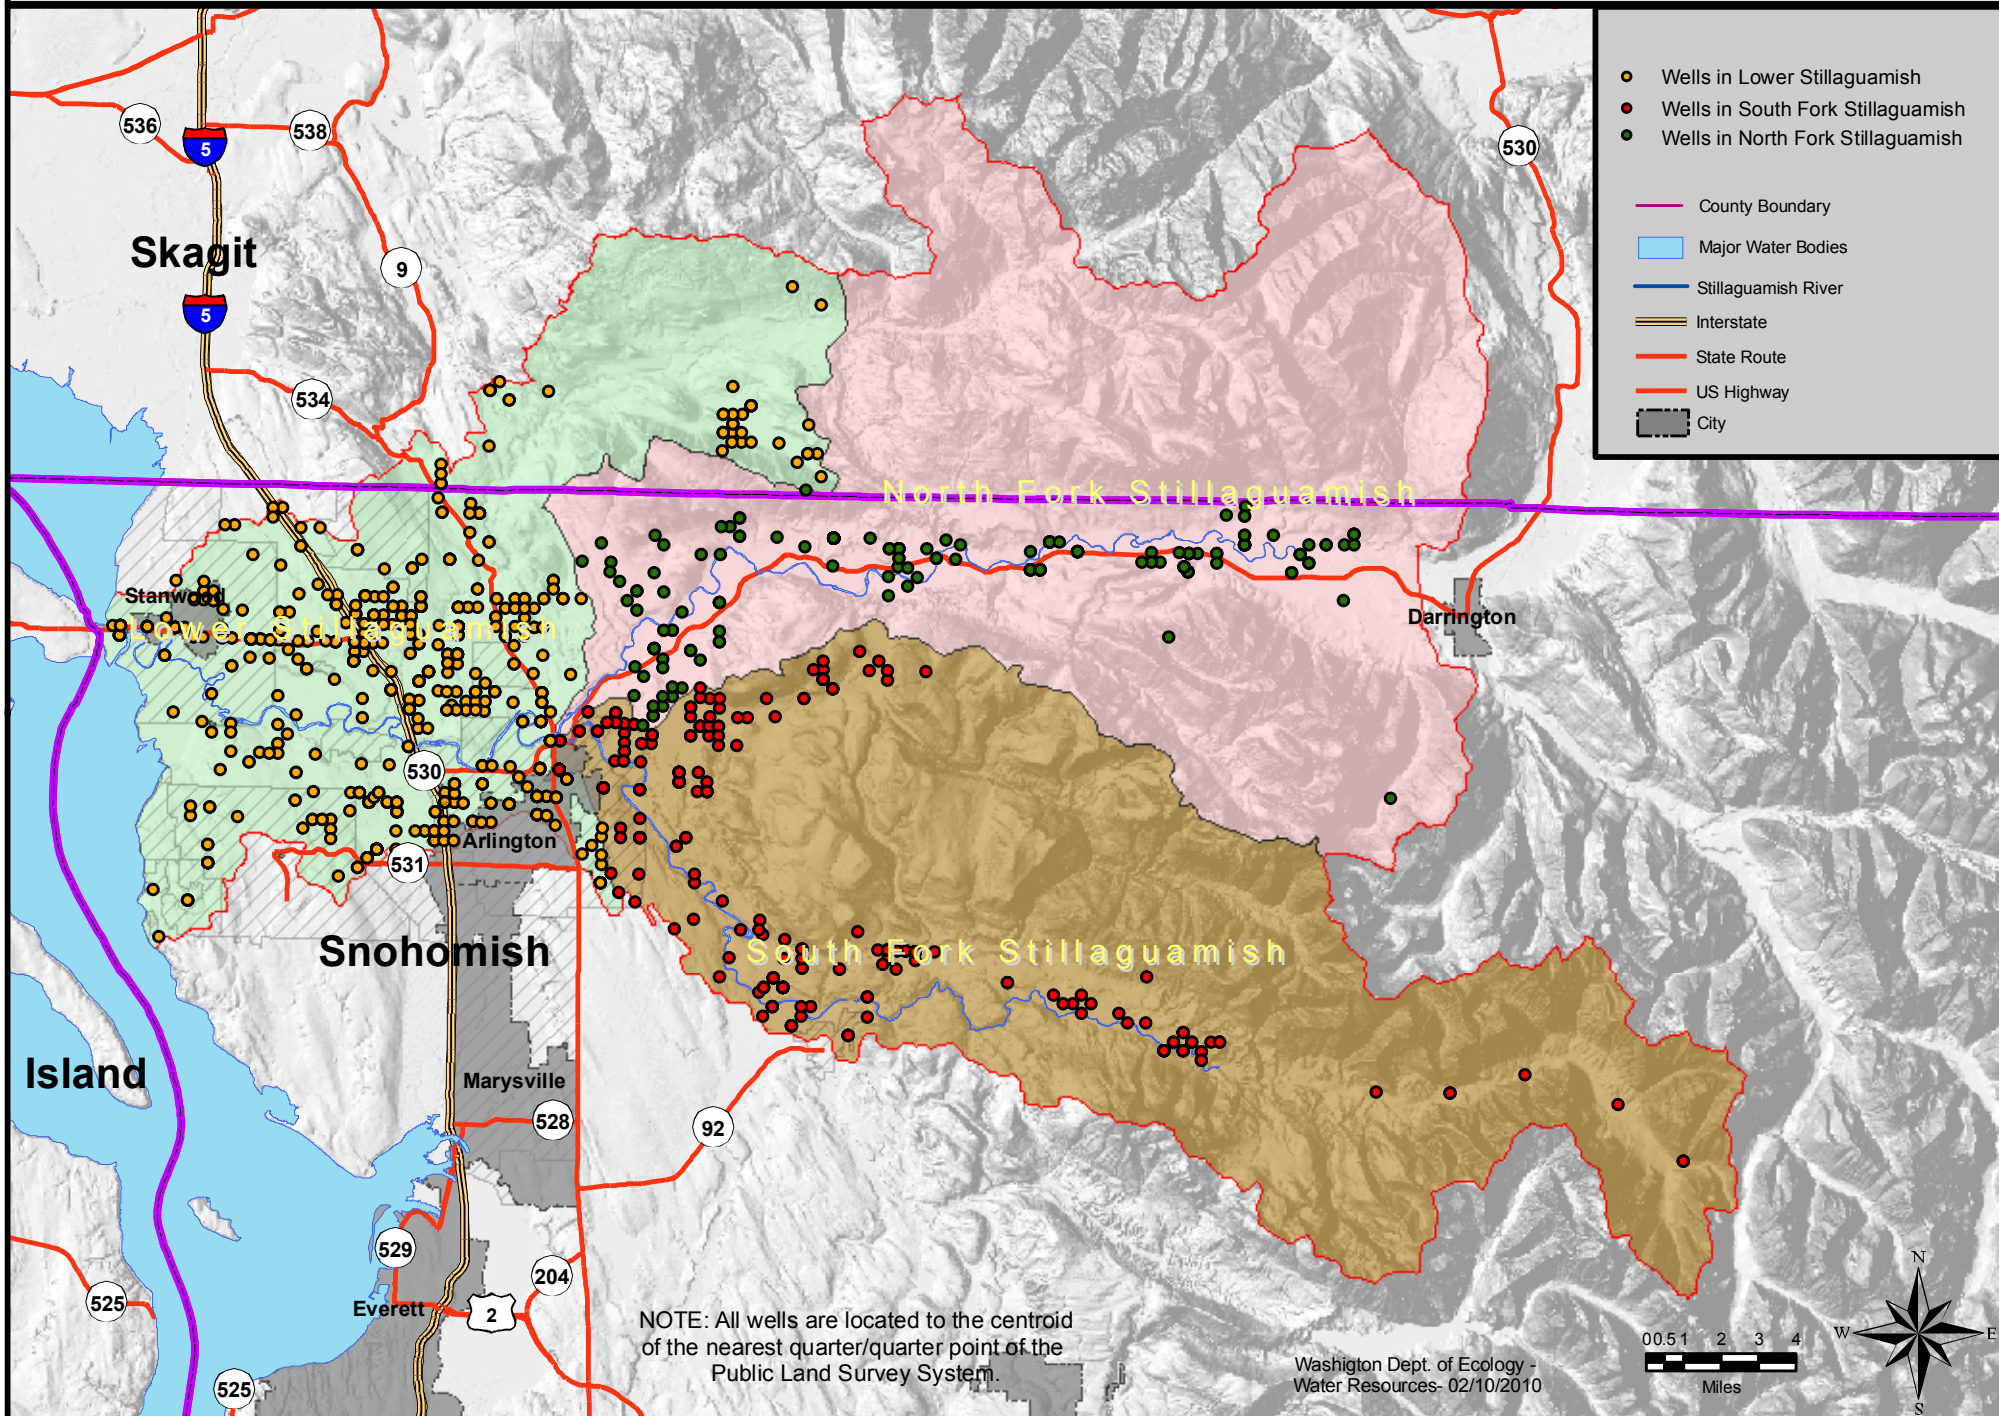 Wells in Lower Stillaguamish
Wells in South Fork Stillaguamish
Wells in North Fork Stillaguamish
County Boundary
Major Water Bodies
Stillaguamish River
Interstate
State Route
US Highway
City
536
5
538
530
Skagit
9
5
534
North Fork Stillaguamish
Stanwood
Lower Stillaguamish
Darrington
530
Arlington
531
Snohomish
South Fork Stillaguamish
Island
Marysville
528
92
529
204
525
Everett
2
525
NOTE: All wells are located to the centroid
of the nearest quarter/quarter point of the
Public Land Survey System.
Washigton Dept. of Ecology -
Water Resources- 02/10/2010
0 0.5 1 2 3 4
Miles
N
W
E
S